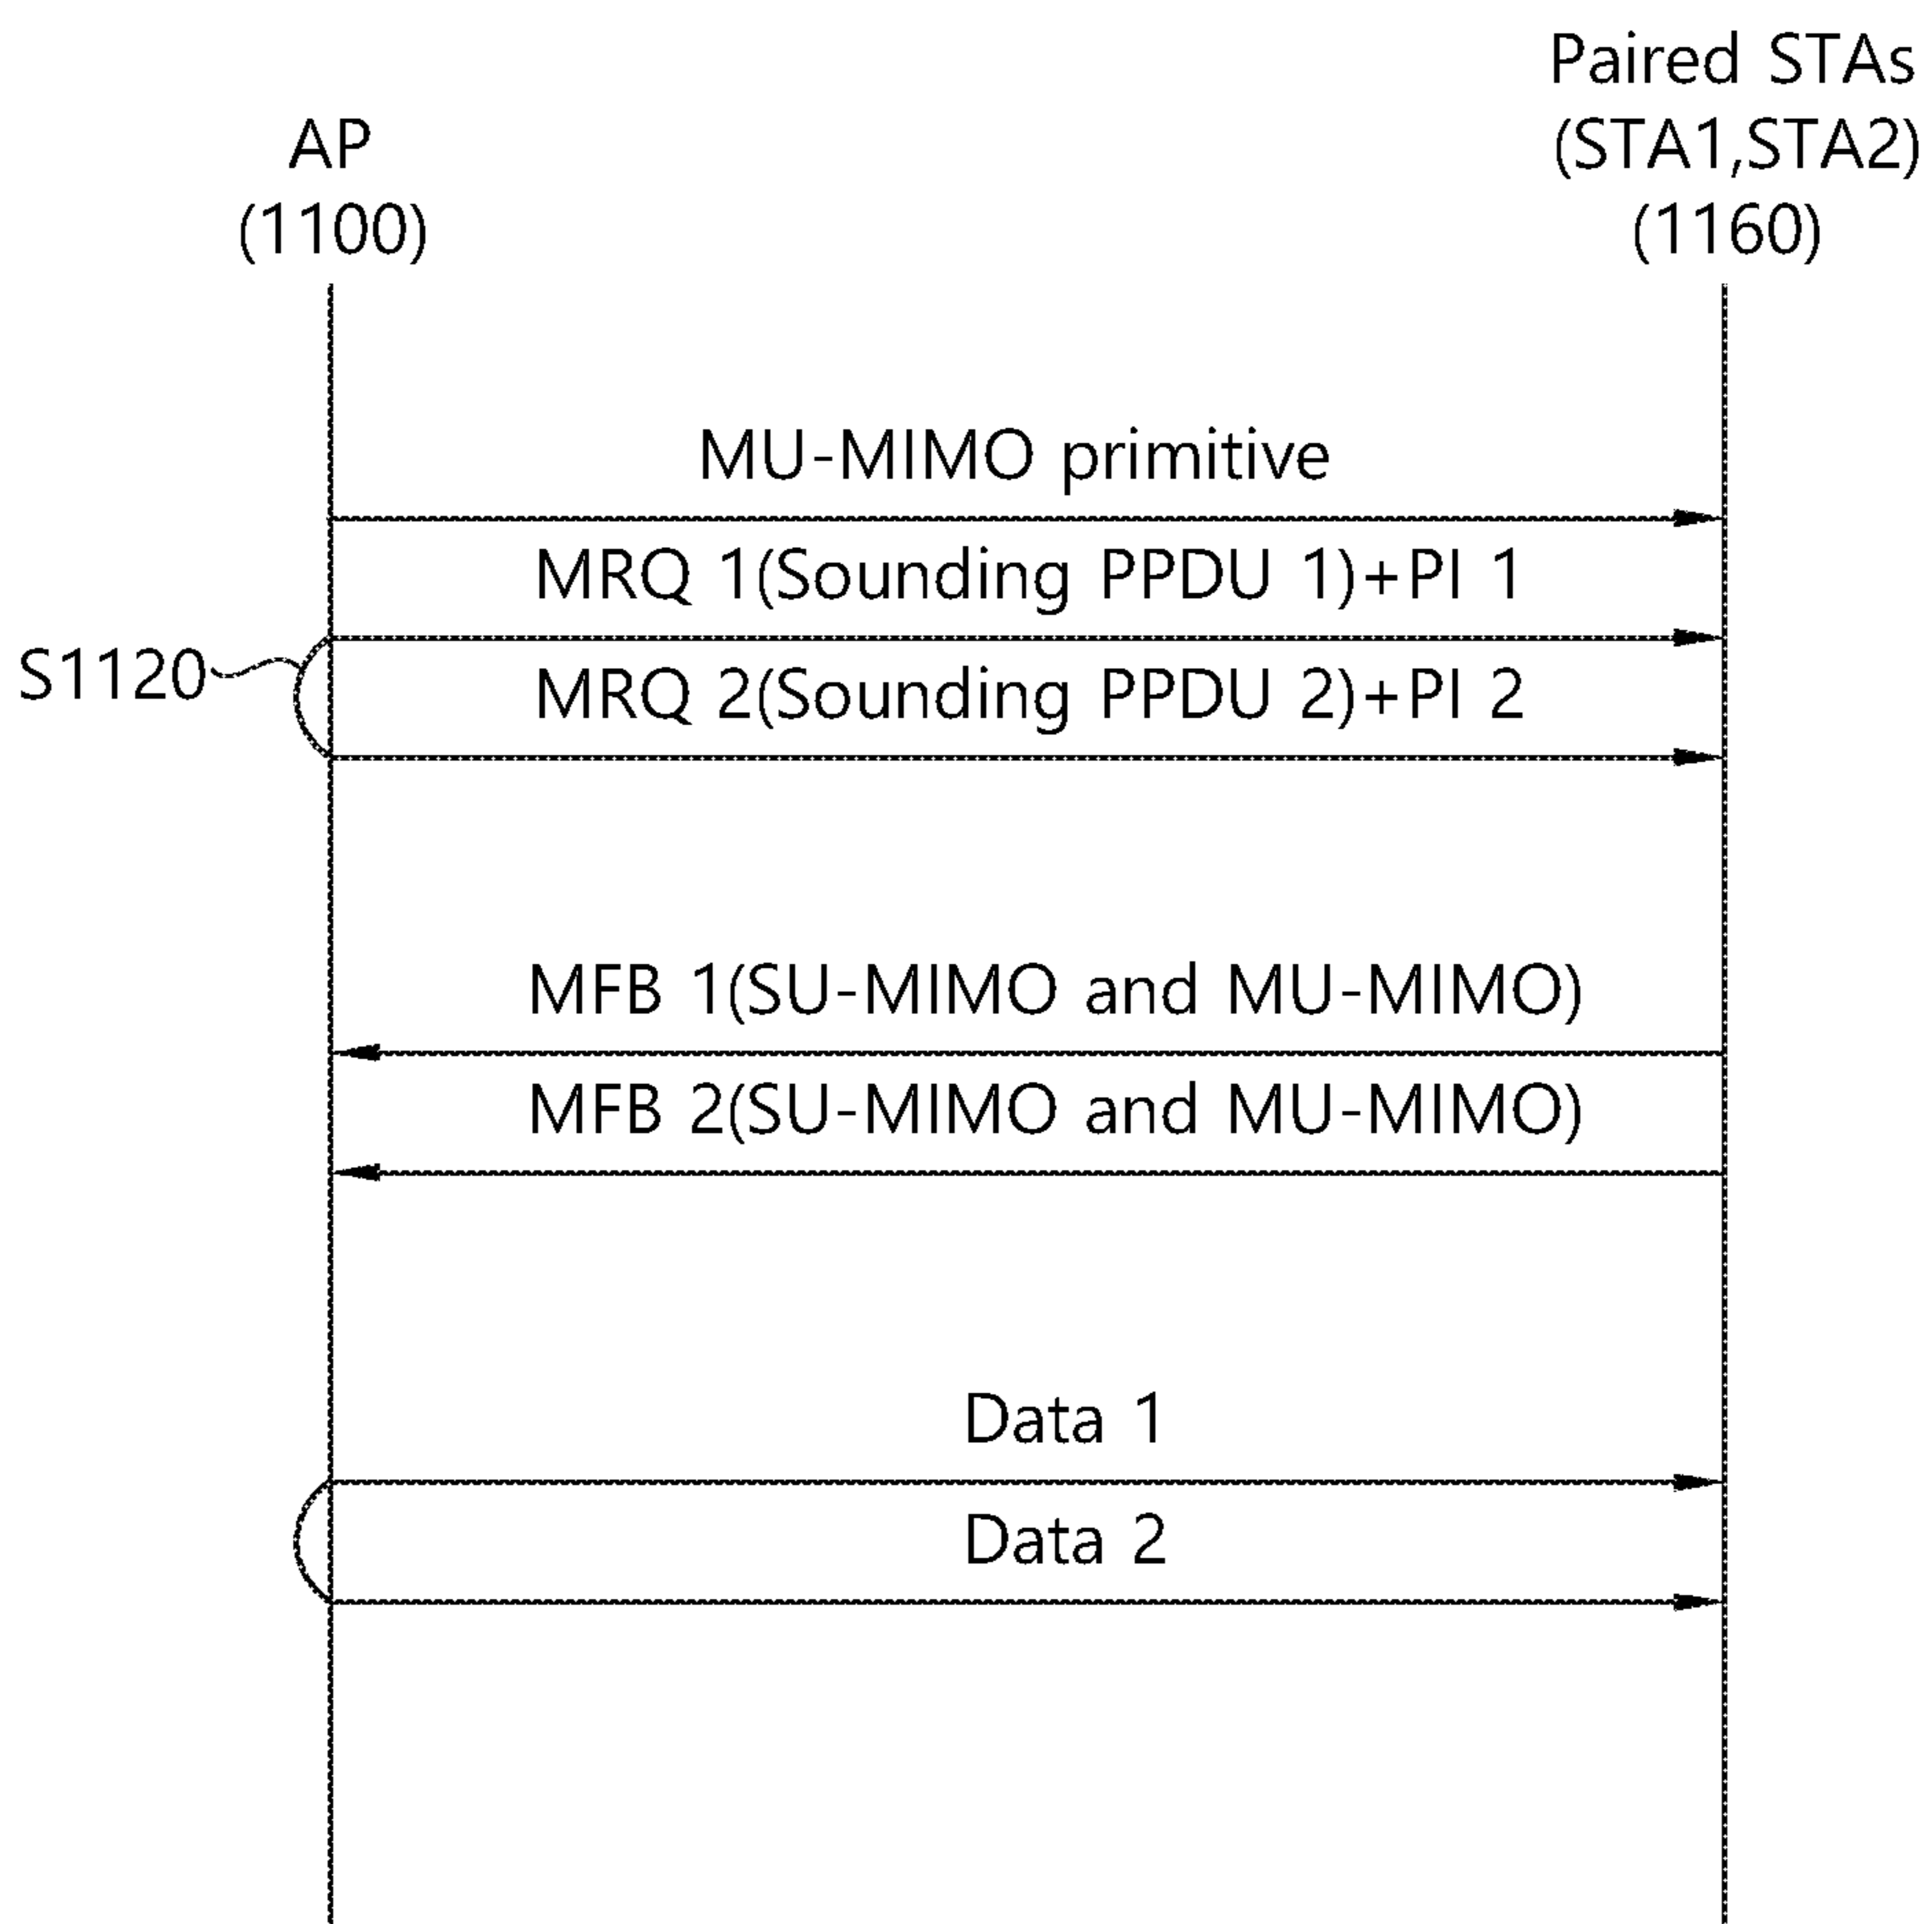 AP
(1100)
Paired STAs
(STA1,STA2)
(1160)
MU-MIMO primitive
MRQ 1(Sounding PPDU 1)+PI 1
S1120
MRQ 2(Sounding PPDU 2)+PI 2
MFB 1(SU-MIMO and MU-MIMO)
MFB 2(SU-MIMO and MU-MIMO)
Data 1
Data 2